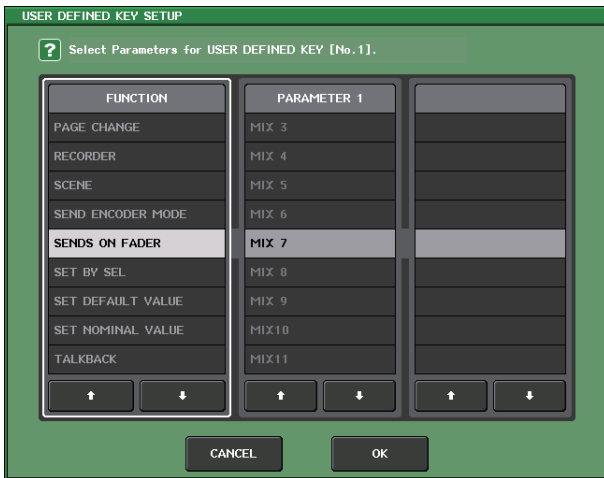 USER DEFINED KEY SETUP
? Select Parameters for USER DEFINED KEY [No.1].
FUNCTION
PAGE CHANGE
RECORDER
SCENE
SEND ENCODER MODE
SENDS ON FADER
SET BY SEL
SET DEFAULT VALUE
SET NOMINAL VALUE
TALKBACK
PARAMETER 1
MIX 3
MIX 4
MIX 5
MIX 6
MIX 7
MIX 8
MIX 9
MIX10
MIX11
CANCEL
OK